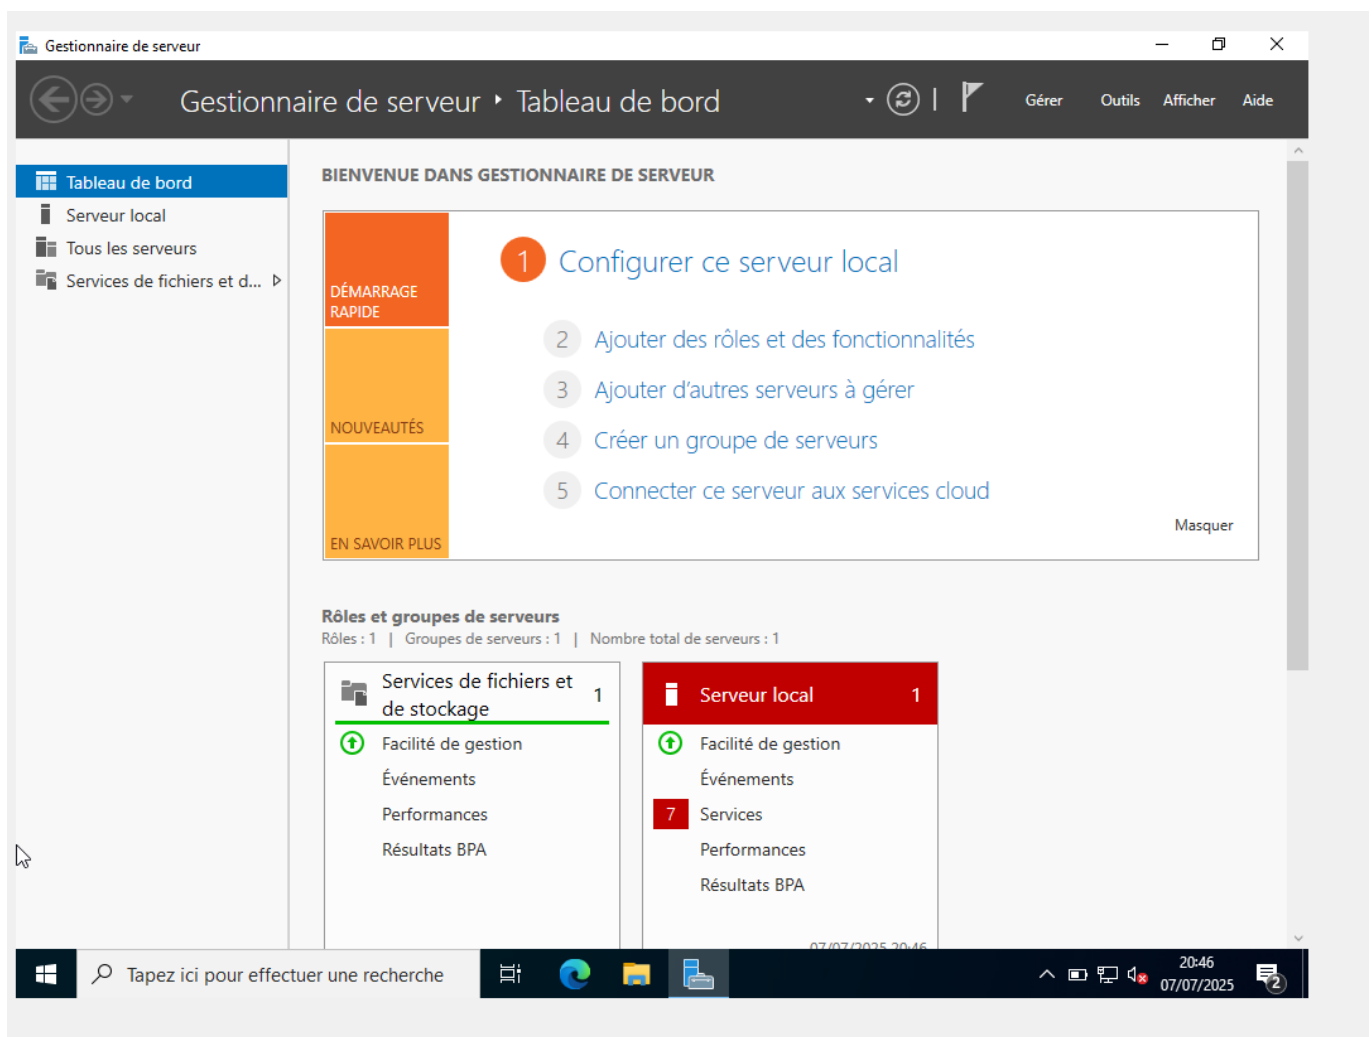 Gestionnaire de serveur
Gestionnaire de serveur ‣ Tableau de bord
Gérer Outils Afficher Aide
Tableau de bord
Serveur local
Tous les serveurs
Services de fichiers et d...
BIENVENUE DANS GESTIONNAIRE DE SERVEUR
DÉMARRAGE
RAPIDE
NOUVEAUTÉS
EN SAVOIR PLUS
1 Configurer ce serveur local
2 Ajouter des rôles et des fonctionnalités
3 Ajouter d’autres serveurs à gérer
4 Créer un groupe de serveurs
5 Connecter ce serveur aux services cloud
Masquer
Rôles et groupes de serveurs
Rôles : 1 | Groupes de serveurs : 1 | Nombre total de serveurs : 1
Services de fichiers et
de stockage
1
Facilité de gestion
Événements
Performances
Résultats BPA
Serveur local 1
Facilité de gestion
Événements
7 Services
Performances
Résultats BPA
07/07/2025 20:46
Tapez ici pour effectuer une recherche
20:46
07/07/2025
2